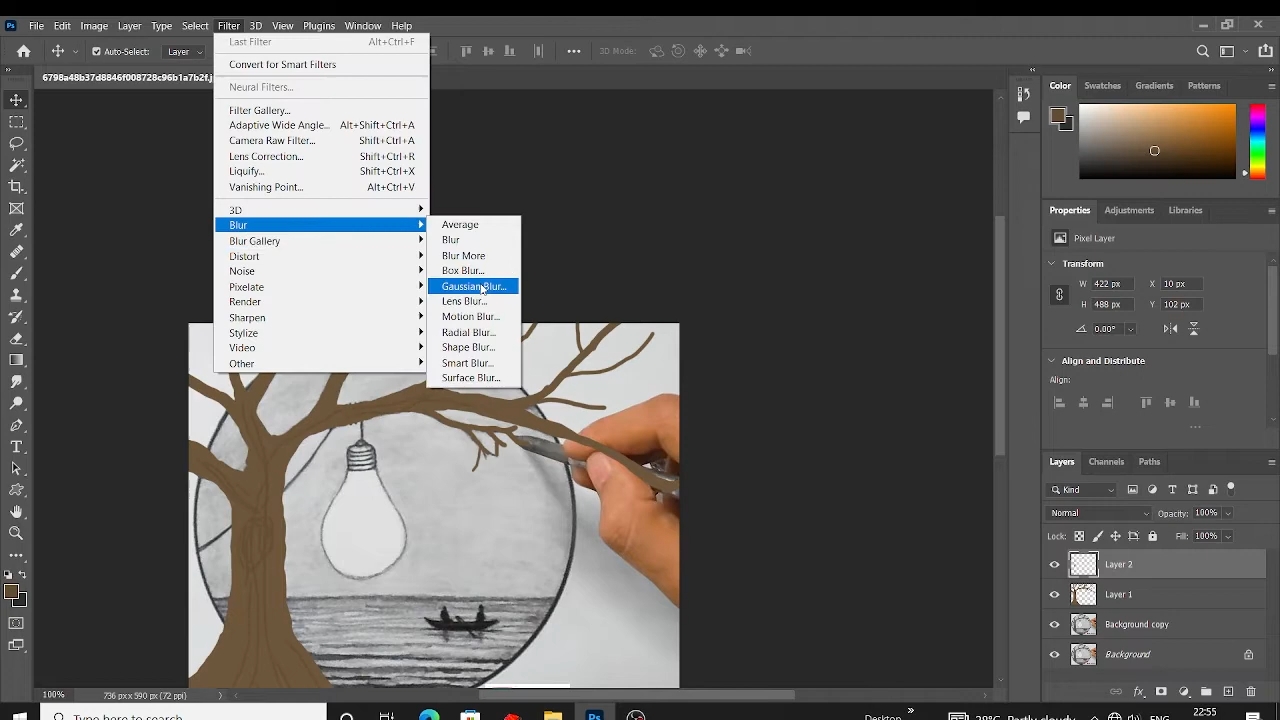 Ps File Edit Image Layer Type Select Filter 3D View Plugins Window Help
Auto-Select: Layer 3D Mode:
6798a48b37d8846f008728c96b1a7b2f.j
Last Filter Alt+Ctrl+F
Convert for Smart Filters
Neural Filters...
Filter Gallery...
Adaptive Wide Angle... Alt+Shift+Ctrl+A
Camera Raw Filter... Shift+Ctrl+A
Lens Correction... Shift+Ctrl+R
Liquify... Shift+Ctrl+X
Vanishing Point... Alt+Ctrl+V
3D
Blur
Blur Gallery
Distort
Noise
Pixelate
Render
Sharpen
Stylize
Video
Other
Average
Blur
Blur More
Box Blur...
Gaussian Blur...
Lens Blur...
Motion Blur...
Radial Blur...
Shape Blur...
Smart Blur...
Surface Blur...
Color Swatches Gradients Patterns
Properties Adjustments Libraries
Pixel Layer
Transform
W 422 px X 10 px
H 488 px Y 102 px
0.00°
Align and Distribute
Align:
Layers Channels Paths
Kind
Normal Opacity: 100%
Lock: Fill: 100%
Layer 2
Layer 1
Background copy
Background
100% 736 px x 590 px (72 ppi)
Type here to search
Ps
Desktop
28°C Partly cloudy
ENG
22:55